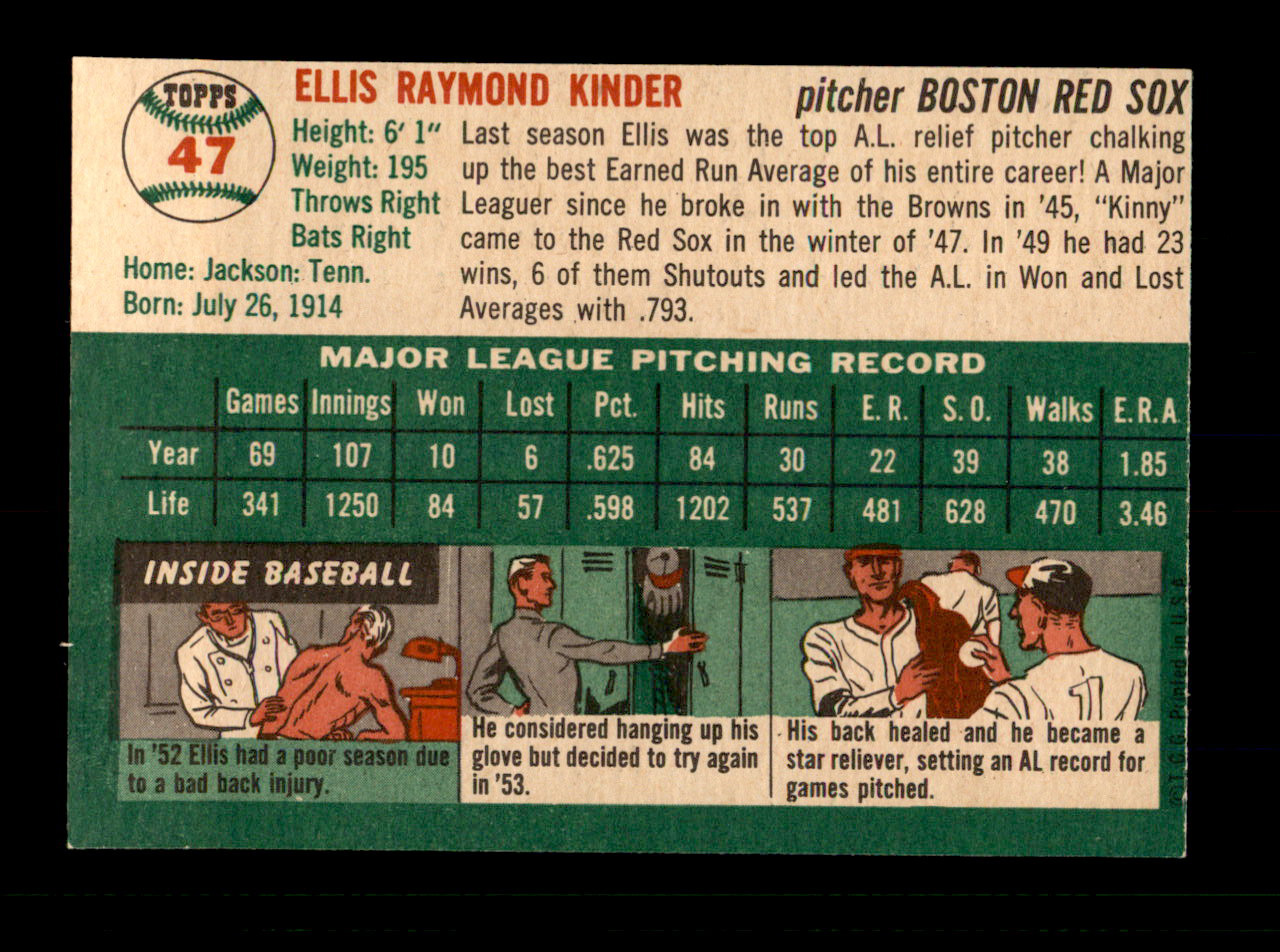 TOPPS
47
ELLIS RAYMOND KINDER
pitcher BOSTON RED SOX
Height: 6' 1"
Weight: 195
Throws Right
Bats Right
Home: Jackson: Tenn.
Born: July 26, 1914
Last season Ellis was the top A.L. relief pitcher chalking
up the best Earned Run Average of his entire career! A Major
Leaguer since he broke in with the Browns in '45, "Kinny"
came to the Red Sox in the winter of '47. In '49 he had 23
wins, 6 of them Shutouts and led the A.L. in Won and Lost
Averages with .793.
MAJOR LEAGUE PITCHING RECORD
Games Innings Won Lost Pct. Hits Runs E. R. S. O. Walks E.R.A
Year 69 107 10 6 .625 84 30 22 39 38 1.85
Life 341 1250 84 57 .598 1202 537 481 628 470 3.46
INSIDE BASEBALL
In '52 Ellis had a poor season due
to a bad back injury.
He considered hanging up his
glove but decided to try again
in '53.
1
His back healed and he became a
star reliever, setting an AL record for
games pitched.
©T.C.G. Printed in U.S.A.